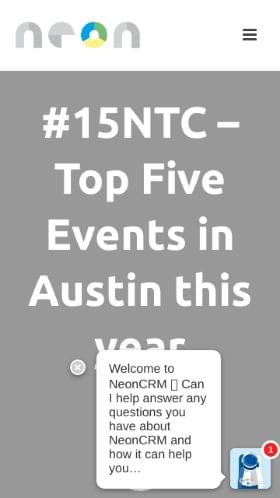 neon
#15NTC –
Top Five
Events in
Austin this
year
Welcome to
NeonCRM ▯ Can
I help answer any
questions you
have about
NeonCRM and
how it can help
you…
1